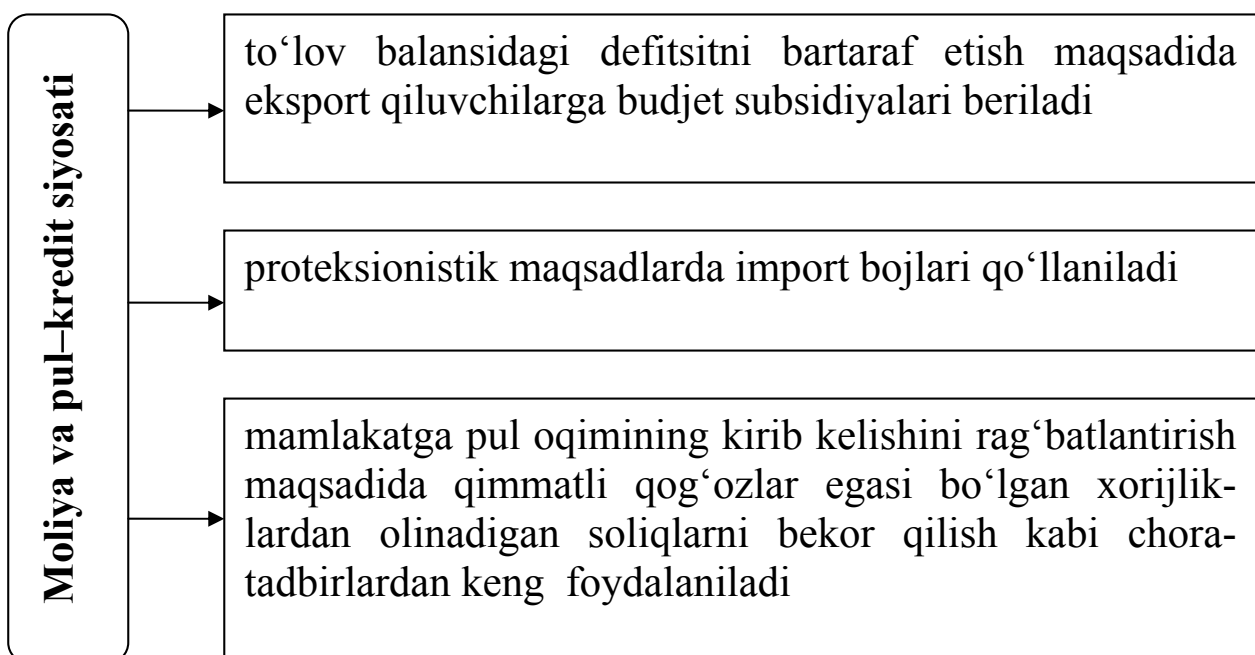 Moliya va pul–kredit siyosati
to‘lov balansidagi defitsitni bartaraf etish maqsadida
eksport qiluvchilarga budjet subsidiyalari beriladi
proteksionistik maqsadlarda import bojlari qo‘llaniladi
mamlakatga pul oqimining kirib kelishini rag‘batlantirish
maqsadida qimmatli qog‘ozlar egasi bo‘lgan xorijlik-
lardan olinadigan soliqlarni bekor qilish kabi chora-
tadbirlardan keng foydalaniladi